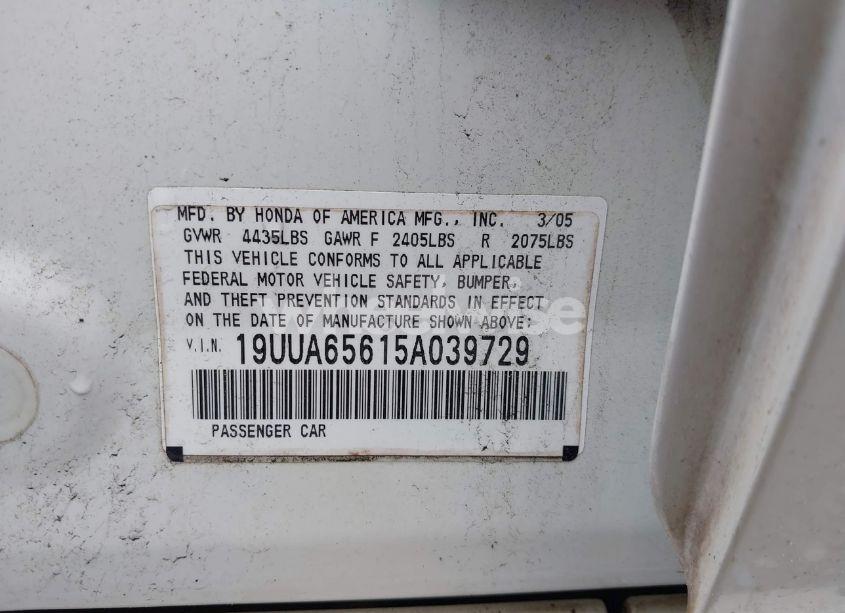 MFD. BY HONDA OF AMERICA MFG., INC. 3/05
GVWR 4435LBS GAWR F 2405LBS R 2075LBS
THIS VEHICLE CONFORMS TO ALL APPLICABLE
FEDERAL MOTOR VEHICLE SAFETY, BUMPER,
AND THEFT PREVENTION STANDARDS IN EFFECT
ON THE DATE OF MANUFACTURE SHOWN ABOVE:
V.I.N. 19UUA65615A039729
PASSENGER CAR